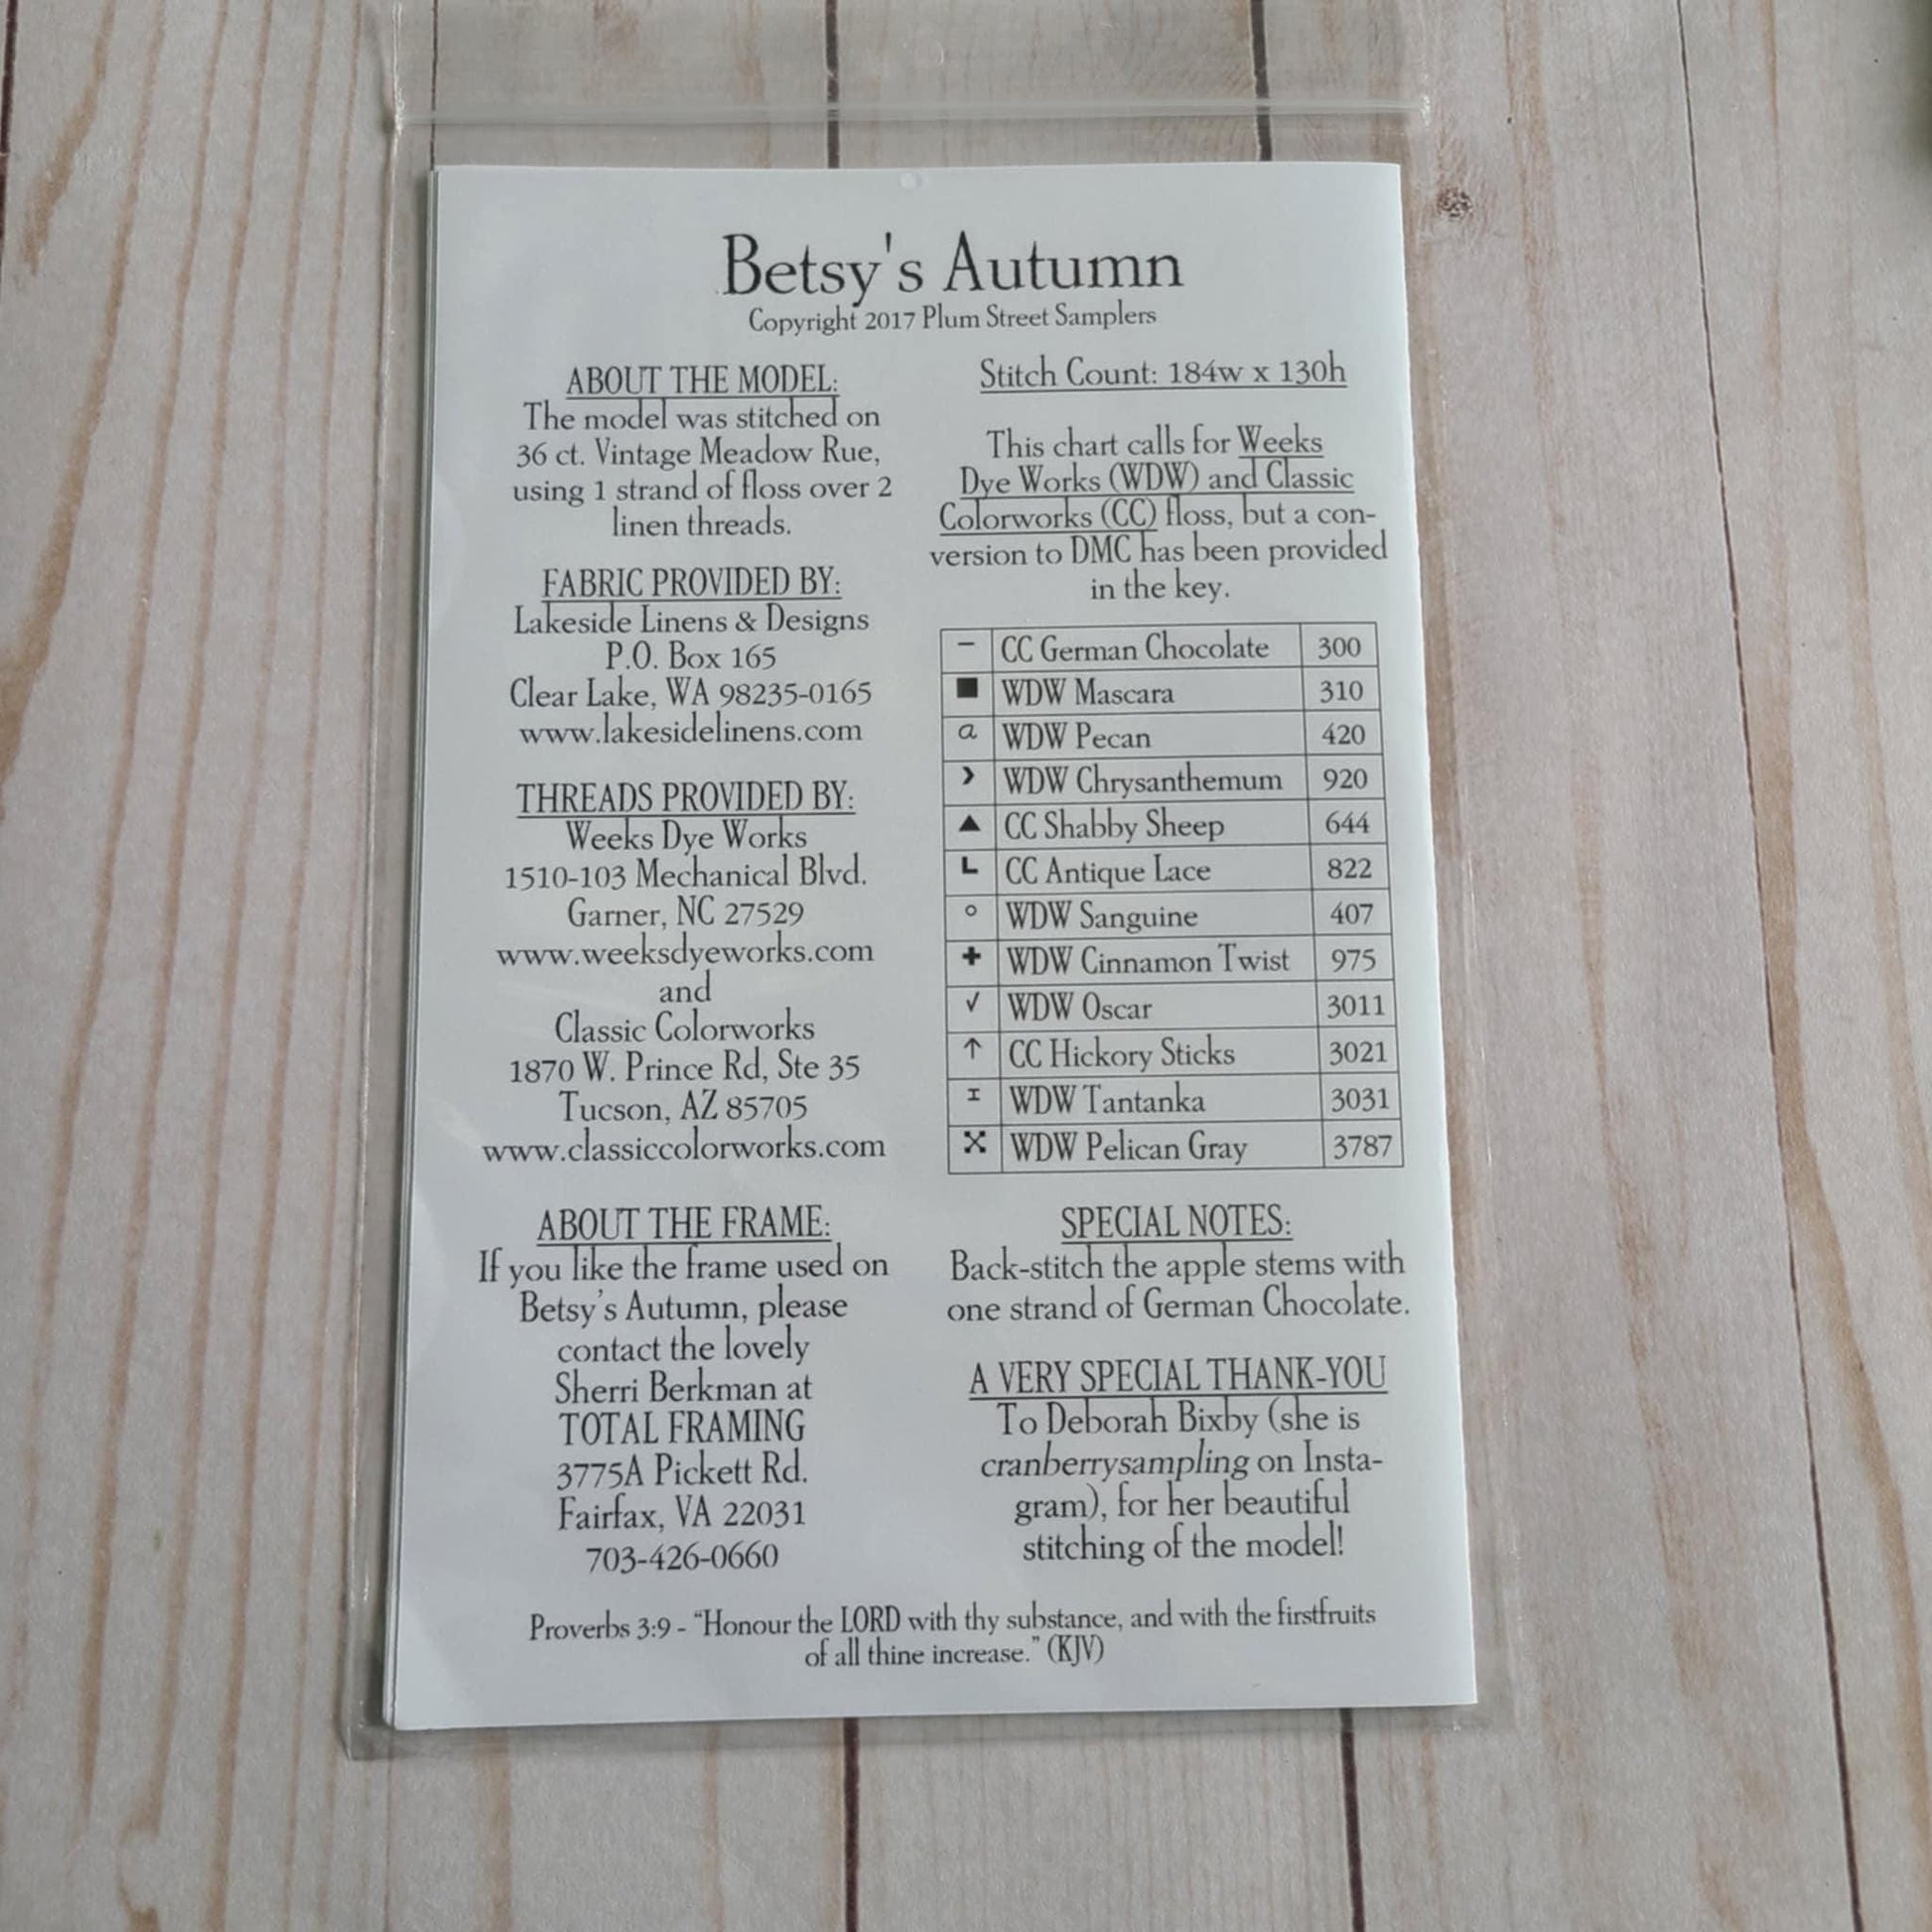 Betsy's Autumn
Copyright 2017 Plum Street Samplers
ABOUT THE MODEL:
The model was stitched on
36 ct. Vintage Meadow Rue,
using 1 strand of floss over 2
linen threads.
FABRIC PROVIDED BY:
Lakeside Linens & Designs
P.O. Box 165
Clear Lake, WA 98235-0165
www.lakesidelinens.com
THREADS PROVIDED BY:
Weeks Dye Works
1510-103 Mechanical Blvd.
Garner, NC 27529
www.weeksdyeworks.com
and
Classic Colorworks
1870 W. Prince Rd, Ste 35
Tucson, AZ 85705
www.classiccolorworks.com
ABOUT THE FRAME:
If you like the frame used on
Betsy's Autumn, please
contact the lovely
Sherri Berkman at
TOTAL FRAMING
3775A Pickett Rd.
Fairfax, VA 22031
703-426-0660
Stitch Count: 184w x 130h
This chart calls for Weeks
Dye Works (WDW) and Classic
Colorworks (CC) floss, but a con-
version to DMC has been provided
in the key.
– CC German Chocolate 300
■ WDW Mascara 310
a WDW Pecan 420
› WDW Chrysanthemum 920
▲ CC Shabby Sheep 644
L CC Antique Lace 822
○ WDW Sanguine 407
+ WDW Cinnamon Twist 975
√ WDW Oscar 3011
↑ CC Hickory Sticks 3021
I WDW Tantanka 3031
X WDW Pelican Gray 3787
SPECIAL NOTES:
Back-stitch the apple stems with
one strand of German Chocolate.
A VERY SPECIAL THANK-YOU
To Deborah Bixby (she is
cranberrysampling on Insta-
gram), for her beautiful
stitching of the model!
Proverbs 3:9 - “Honour the LORD with thy substance, and with the firstfruits
of all thine increase.” (KJV)